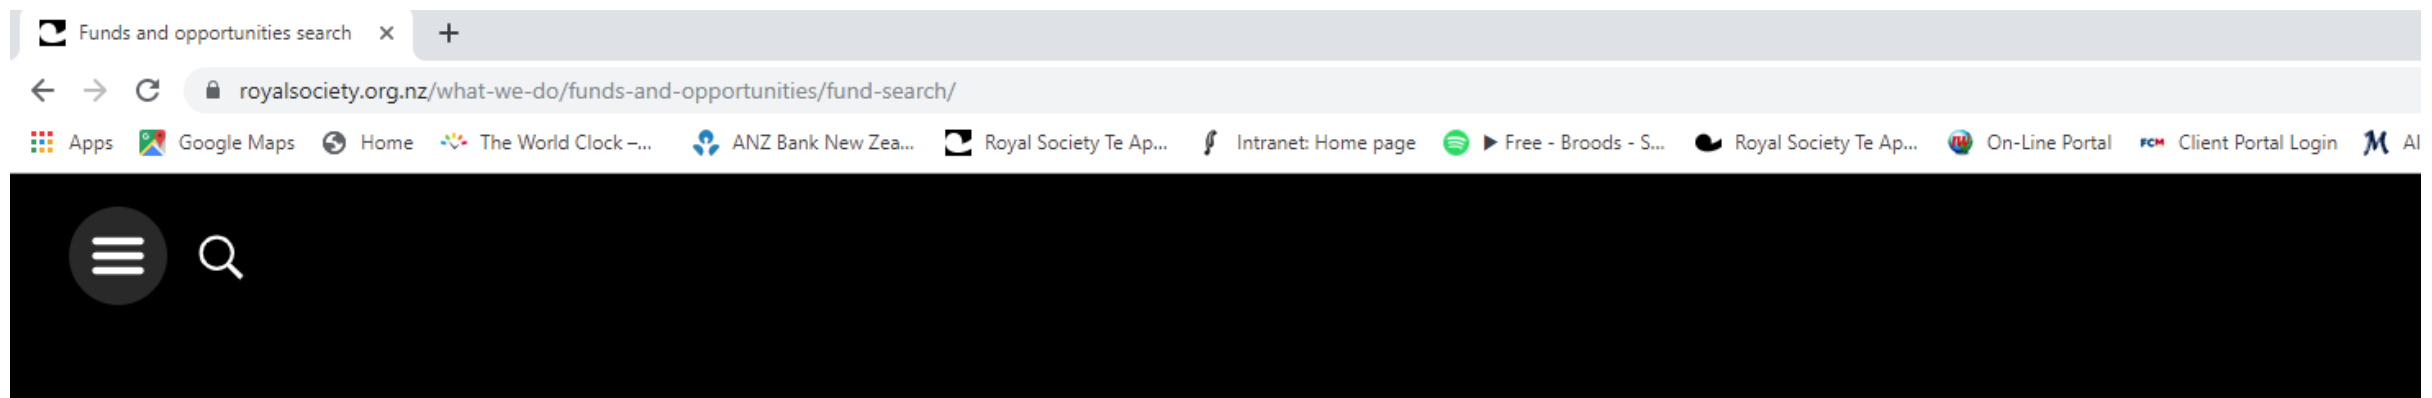 Funds and opportunities search
royalsociety.org.nz/what-we-do/funds-and-opportunities/fund-search/
Apps Google Maps Home The World Clock –... ANZ Bank New Zea... Royal Society Te Ap... Intranet: Home page Free - Broods - S... Royal Society Te Ap... On-Line Portal FCM Client Portal Login M Al